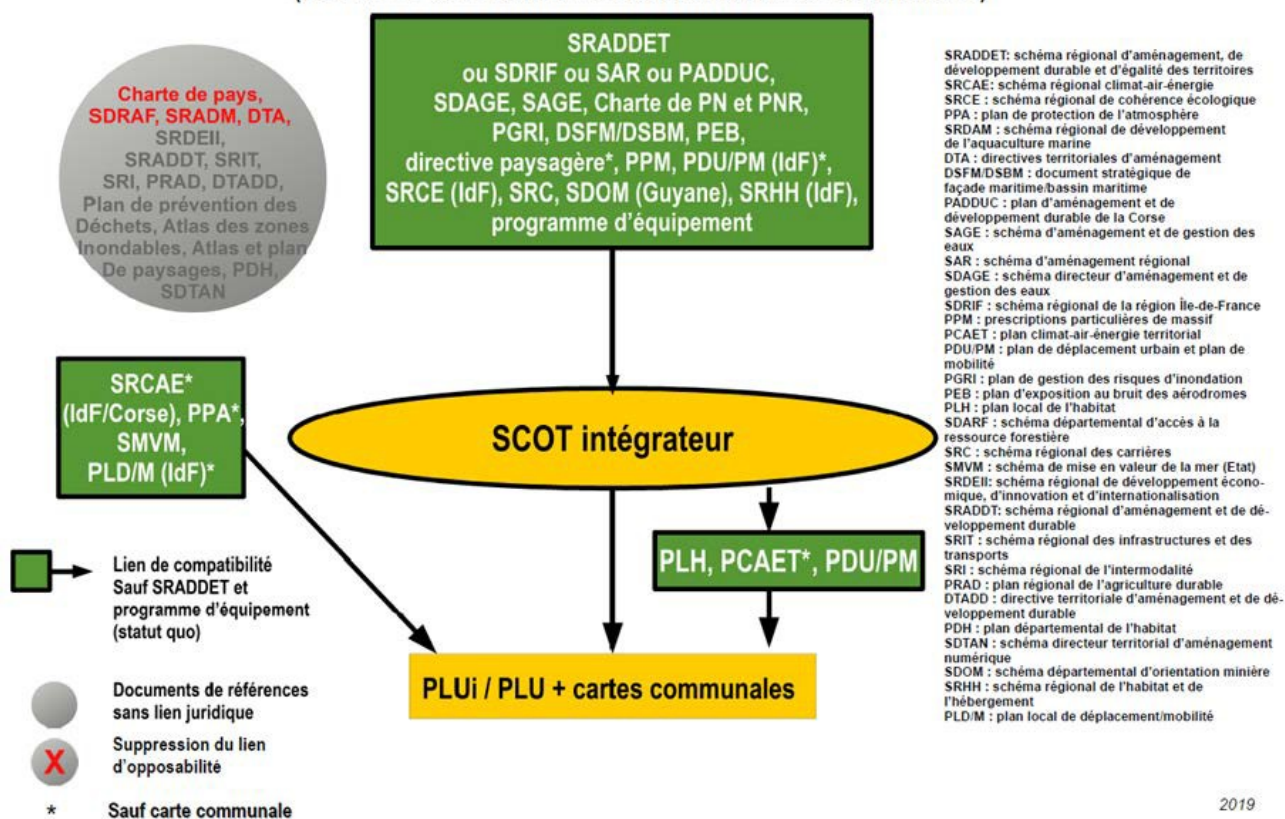 SRADDET
ou SDRIF ou SAR ou PADDUC,
SDAGE, SAGE, Charte de PN et PNR,
PGRI, DSFM/DSBM, PEB,
directive paysagère*, PPM, PDU/PM (IdF)*,
SRCE (IdF), SRC, SDOM (Guyane), SRHH (IdF),
programme d'équipement
Charte de pays,
SDRAF, SRADM, DTA,
SRDEII,
SRADDT, SRIT,
SRI, PRAD, DTADD,
Plan de prévention des
Déchets, Atlas des zones
Inondables, Atlas et plan
De paysages, PDH,
SDTAN
SRCAE*
(IdF/Corse), PPA*,
SMVM,
PLD/M (IdF)*
SCOT intégrateur
PLH, PCAET*, PDU/PM
PLUi / PLU + cartes communales
Lien de compatibilité
Sauf SRADDET et
programme d'équipement
(statut quo)
Documents de références
sans lien juridique
X
Suppression du lien
d'opposabilité
* Sauf carte communale
SRADDET: schéma régional d'aménagement, de
développement durable et d'égalité des territoires
SRCAE: schéma régional climat-air-énergie
SRCE : schéma régional de cohérence écologique
PPA : plan de protection de l'atmosphère
SRDAM : schéma régional de développement
de l'aquaculture marine
DTA : directives territoriales d'aménagement
DSFM/DSBM : document stratégique de
façade maritime/bassin maritime
PADDUC : plan d'aménagement et de
développement durable de la Corse
SAGE : schéma d'aménagement et de gestion des
eaux
SAR : schéma d'aménagement régional
SDAGE : schéma directeur d'aménagement et de
gestion des eaux
SDRIF : schéma régional de la région Île-de-France
PPM : prescriptions particulières de massif
PCAET : plan climat-air-énergie territorial
PDU/PM : plan de déplacement urbain et plan de
mobilité
PGRI : plan de gestion des risques d'inondation
PEB : plan d'exposition au bruit des aérodromes
PLH : plan local de l'habitat
SDARF : schéma départemental d'accès à la
ressource forestière
SRC : schéma régional des carrières
SMVM : schéma de mise en valeur de la mer (Etat)
SRDEII: schéma régional de développement écono-
mique, d'innovation et d'internationalisation
SRADDT: schéma régional d'aménagement et de dé-
veloppement durable
SRIT : schéma régional des infrastructures et des
transports
SRI : schéma régional de l'intermodalité
PRAD : plan régional de l'agriculture durable
DTADD : directive territoriale d'aménagement et de dé-
veloppement durable
PDH : plan départemental de l'habitat
SDTAN : schéma directeur territorial d'aménagement
numérique
SDOM : schéma départemental d'orientation minière
SRHH : schéma régional de l'habitat et de
l'hébergement
PLD/M : plan local de déplacement/mobilité
2019